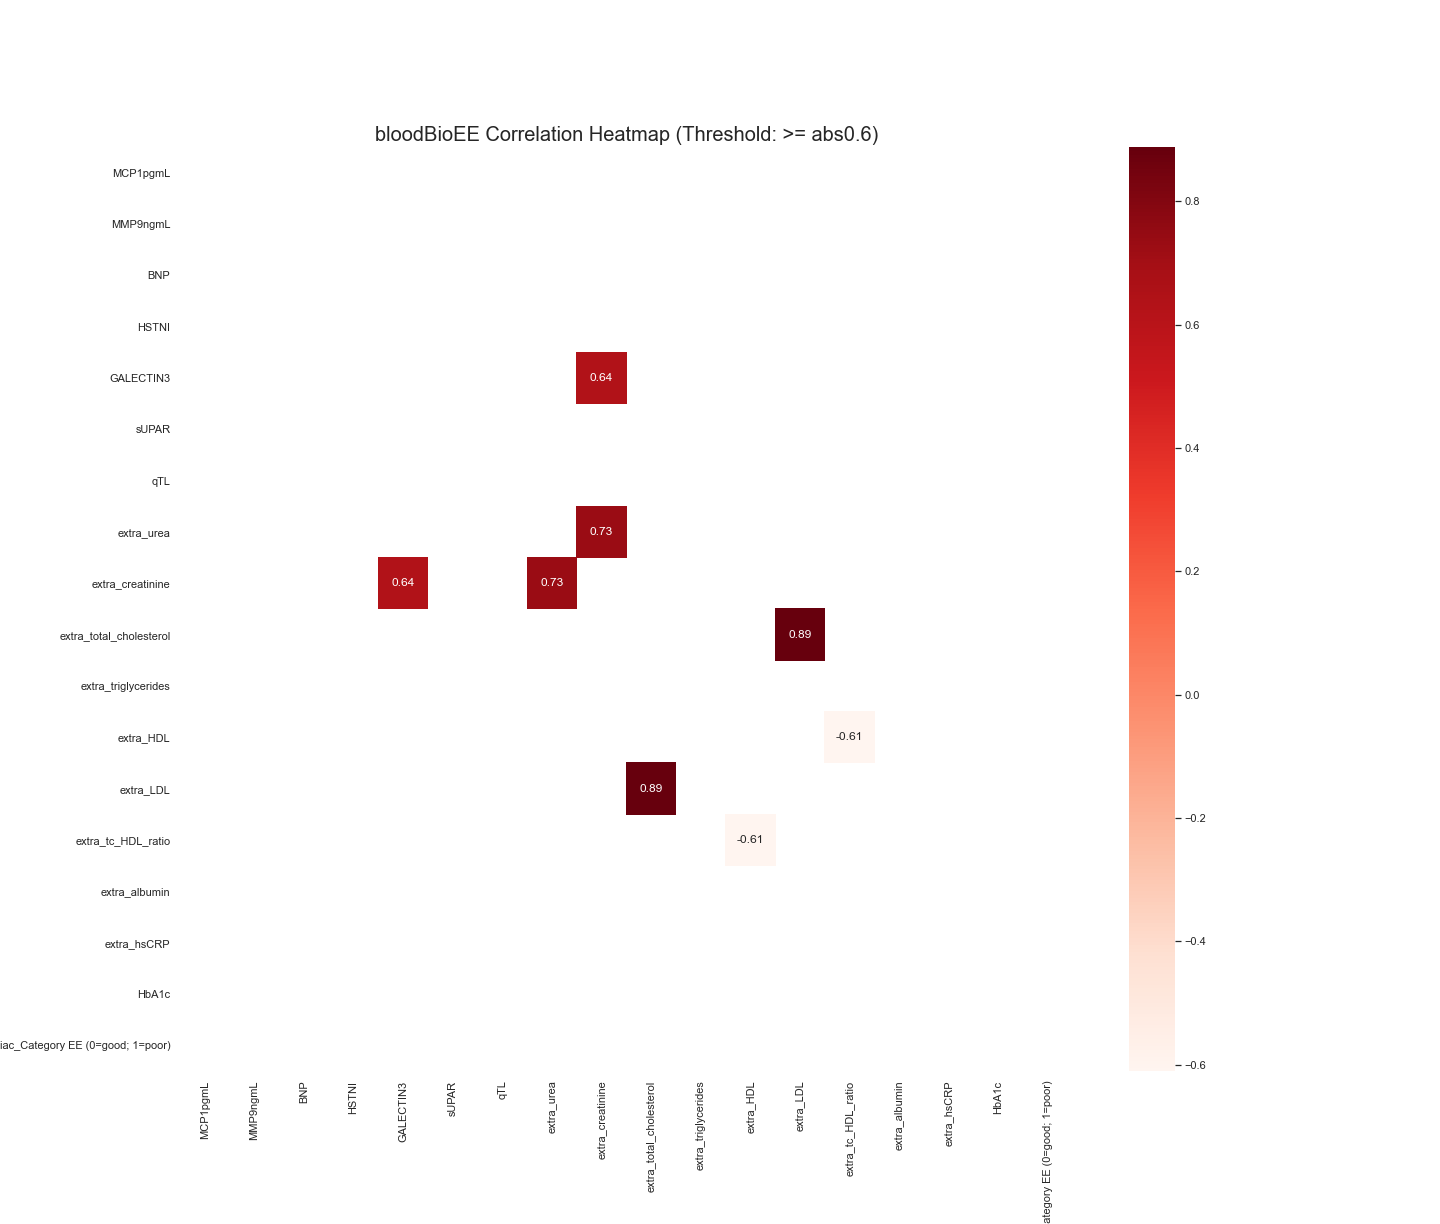 bloodBioEE Correlation Heatmap (Threshold: >= abs0.6)
MCP1pgmL
MMP9ngmL
BNP
HSTNI
GALECTIN3
sUPAR
qTL
extra_urea
extra_creatinine
extra_total_cholesterol
extra_triglycerides
extra_HDL
extra_LDL
extra_tc_HDL_ratio
extra_albumin
extra_hsCRP
HbA1c
iac_Category EE (0=good; 1=poor)
0.64
0.73
0.64
0.73
0.89
-0.61
0.89
-0.61
MCP1pgmL
MMP9ngmL
BNP
HSTNI
GALECTIN3
sUPAR
qTL
extra_urea
extra_creatinine
extra_total_cholesterol
extra_triglycerides
extra_HDL
extra_LDL
extra_tc_HDL_ratio
extra_albumin
extra_hsCRP
HbA1c
ategory EE (0=good; 1=poor)
0.8
0.6
0.4
0.2
0.0
−0.2
−0.4
−0.6